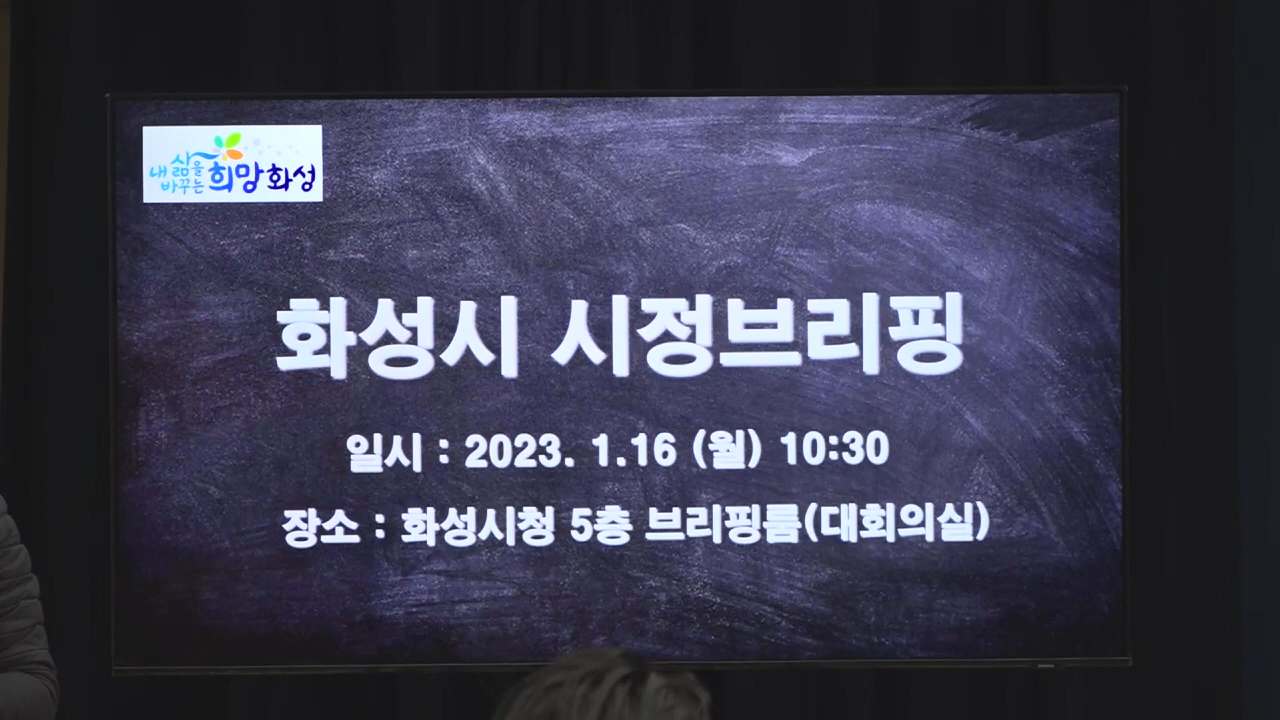 내 삶을
바꾸는
희망화성
화성시 시정브리핑
일시 : 2023. 1.16 (월) 10:30
장소 : 화성시청 5층 브리핑룸(대회의실)